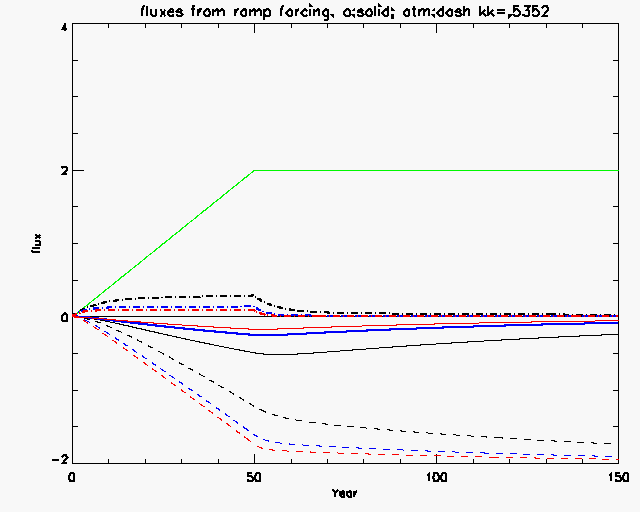 fluxes from ramp forcing, o;solid; atm;dash kk=,5352
4
2
flux
0
-2
0
50
100
150
Year